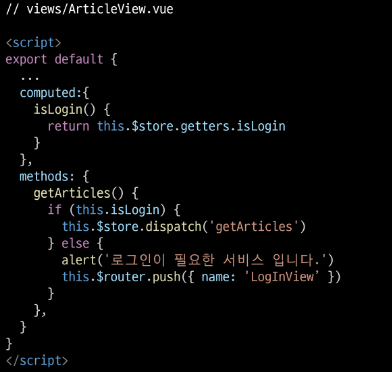 // views/ArticleView.vue

<script>
export default {
  ...
  computed:{
    isLogin() {
      return this.$store.getters.isLogin
    }
  },
  methods: {
    getArticles() {
      if (this.isLogin) {
        this.$store.dispatch('getArticles')
      } else {
        alert('로그인이 필요한 서비스 입니다.')
        this.$router.push({ name: 'LogInView’ })
      }
    },
  }
}
</script>